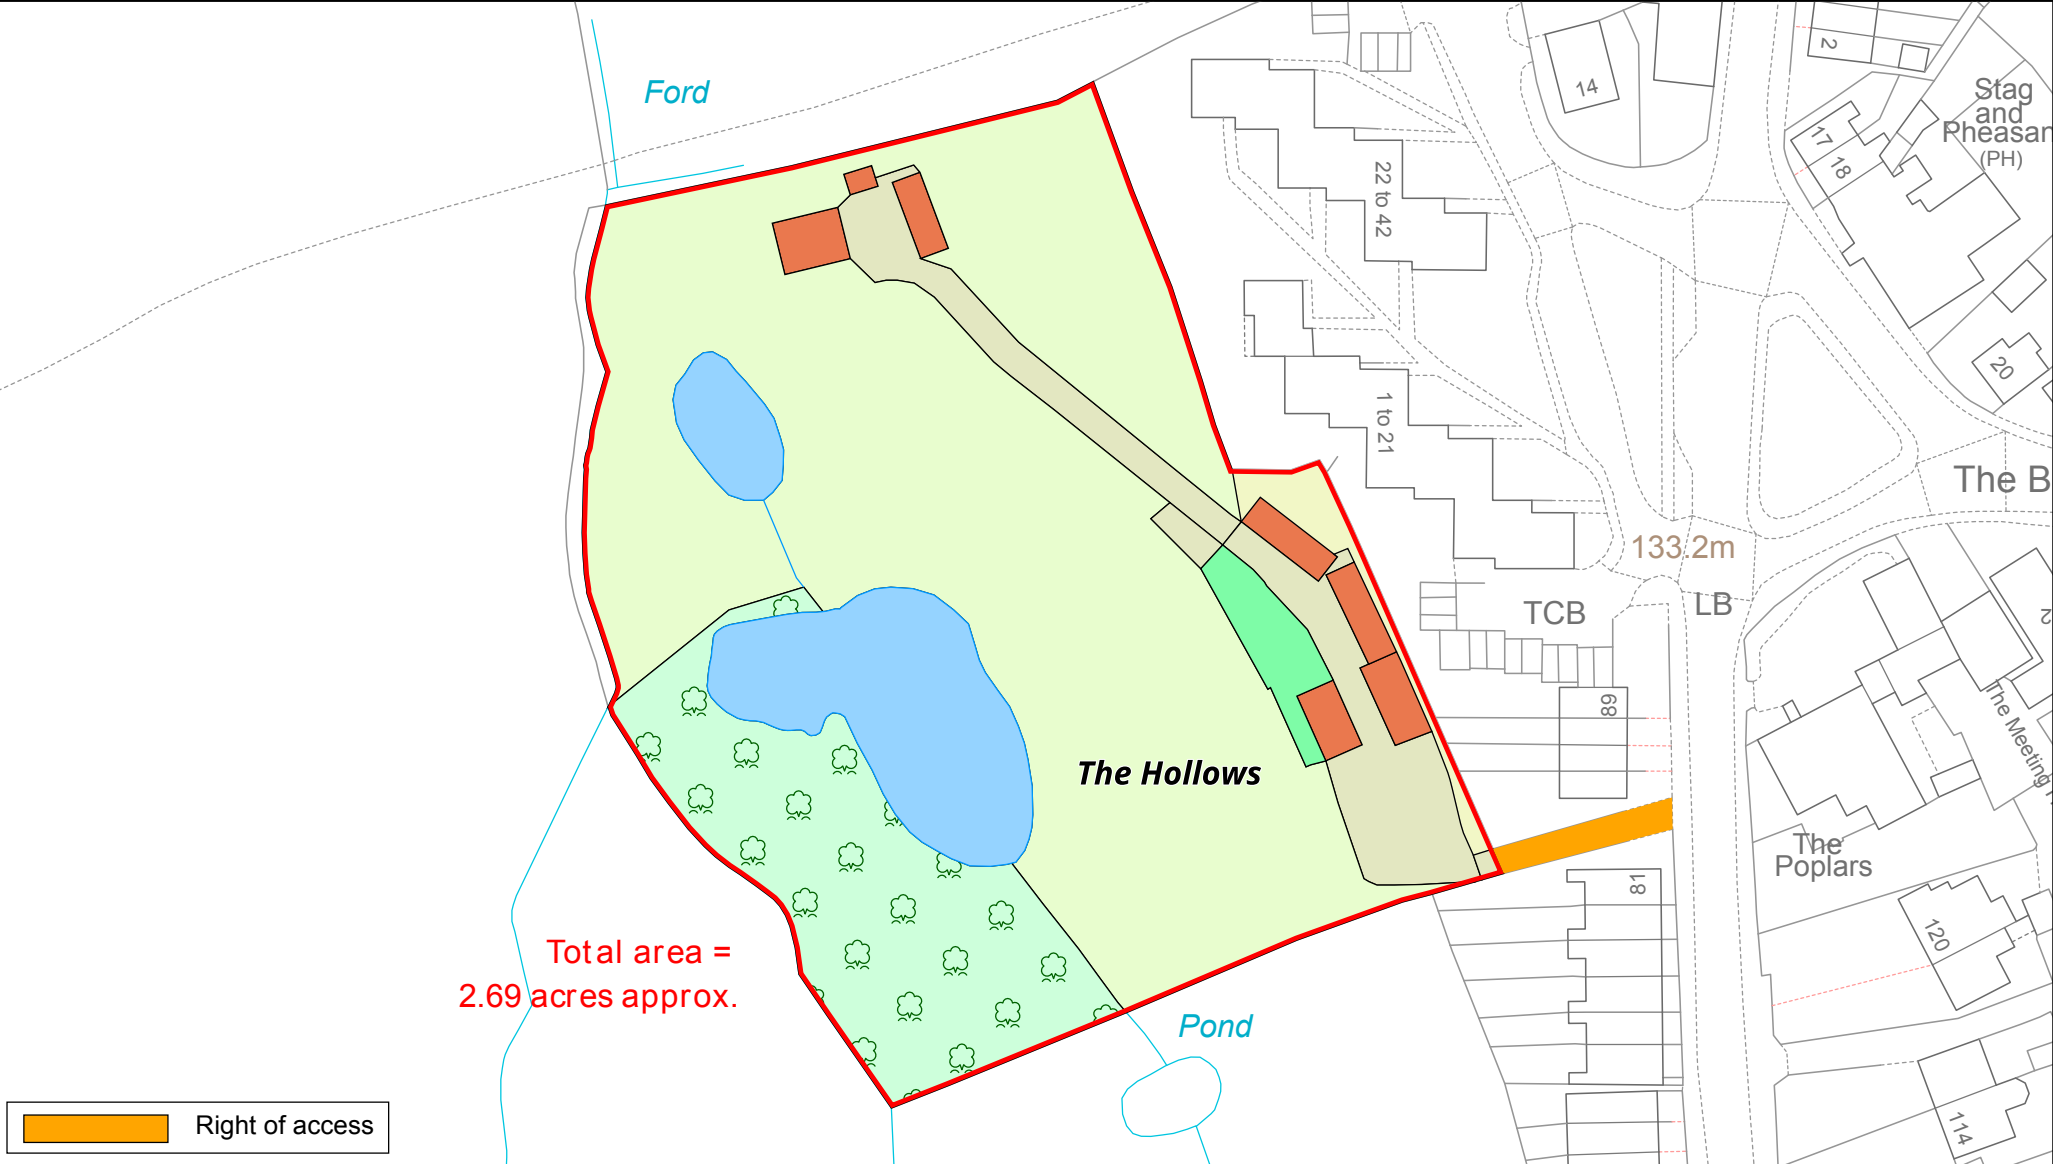 Ford
14
2
Stag
and
Pheasan
(PH)
17
18
22 to 42
20
1 to 21
The B
133.2m
TCB
LB
2
68
The Meeting
The Hollows
The
Poplars
81
120
Total area =
2.69 acres approx.
Pond
114
Right of access